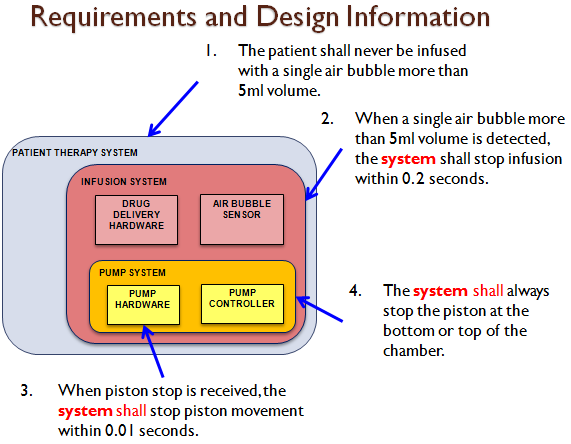 Requirements and Design Information
1. The patient shall never be infused
with a single air bubble more than
5ml volume.
2. When a single air bubble more
than 5ml volume is detected,
the system shall stop infusion
within 0.2 seconds.
PATIENT THERAPY SYSTEM
INFUSION SYSTEM
DRUG
DELIVERY
HARDWARE
AIR BUBBLE
SENSOR
PUMP SYSTEM
PUMP
HARDWARE
PUMP
CONTROLLER
4. The system shall always
stop the piston at the
bottom or top of the
chamber.
3. When piston stop is received, the
system shall stop piston movement
within 0.01 seconds.